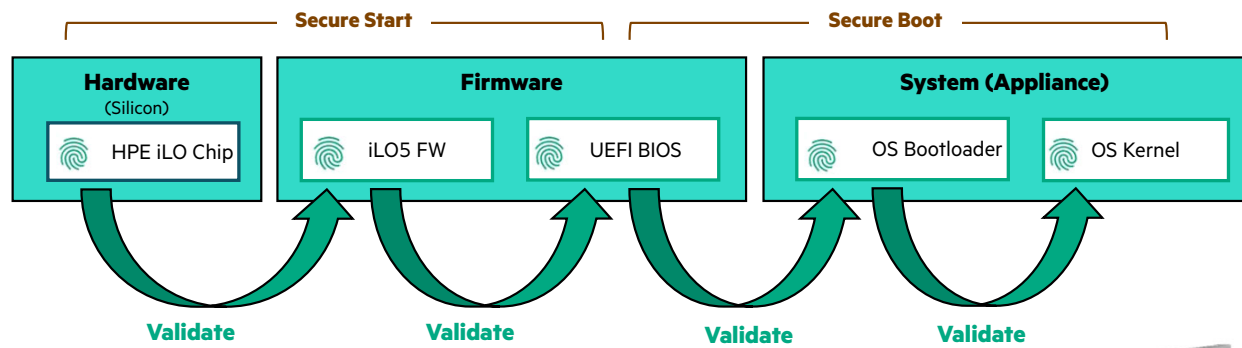 Secure Start
Secure Boot
Hardware
(Silicon)
HPE iLO Chip
Firmware
iLO5 FW
UEFI BIOS
System (Appliance)
OS Bootloader
OS Kernel
Validate
Validate
Validate
Validate